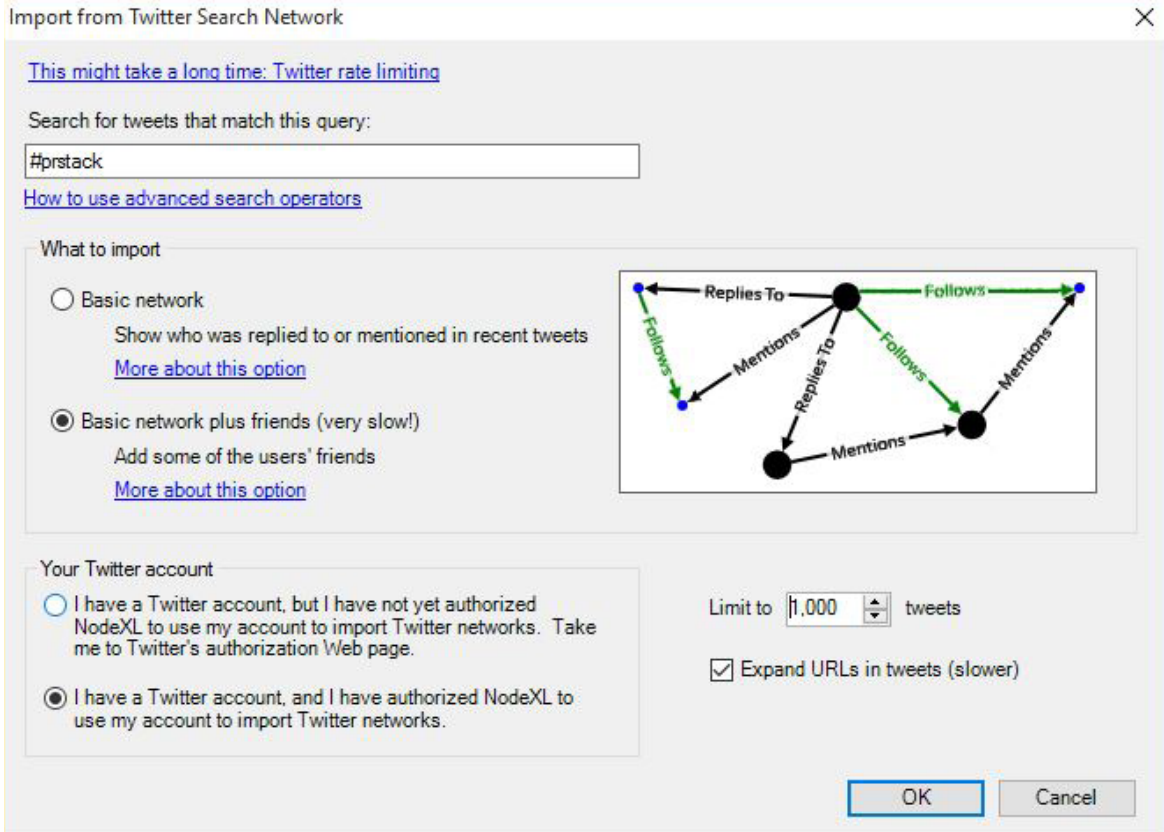 Import from Twitter Search Network
This might take a long time: Twitter rate limiting
Search for tweets that match this query:
#prstack
How to use advanced search operators
What to import
Basic network
Show who was replied to or mentioned in recent tweets
More about this option
Basic network plus friends (very slow!)
Add some of the users' friends
More about this option
Replies To
Follows
Follows
Mentions
Replies To
Follows
Mentions
Mentions
Your Twitter account
I have a Twitter account, but I have not yet authorized
NodeXL to use my account to import Twitter networks. Take
me to Twitter's authorization Web page.
I have a Twitter account, and I have authorized NodeXL to
use my account to import Twitter networks.
Limit to 1,000 tweets
Expand URLs in tweets (slower)
OK Cancel